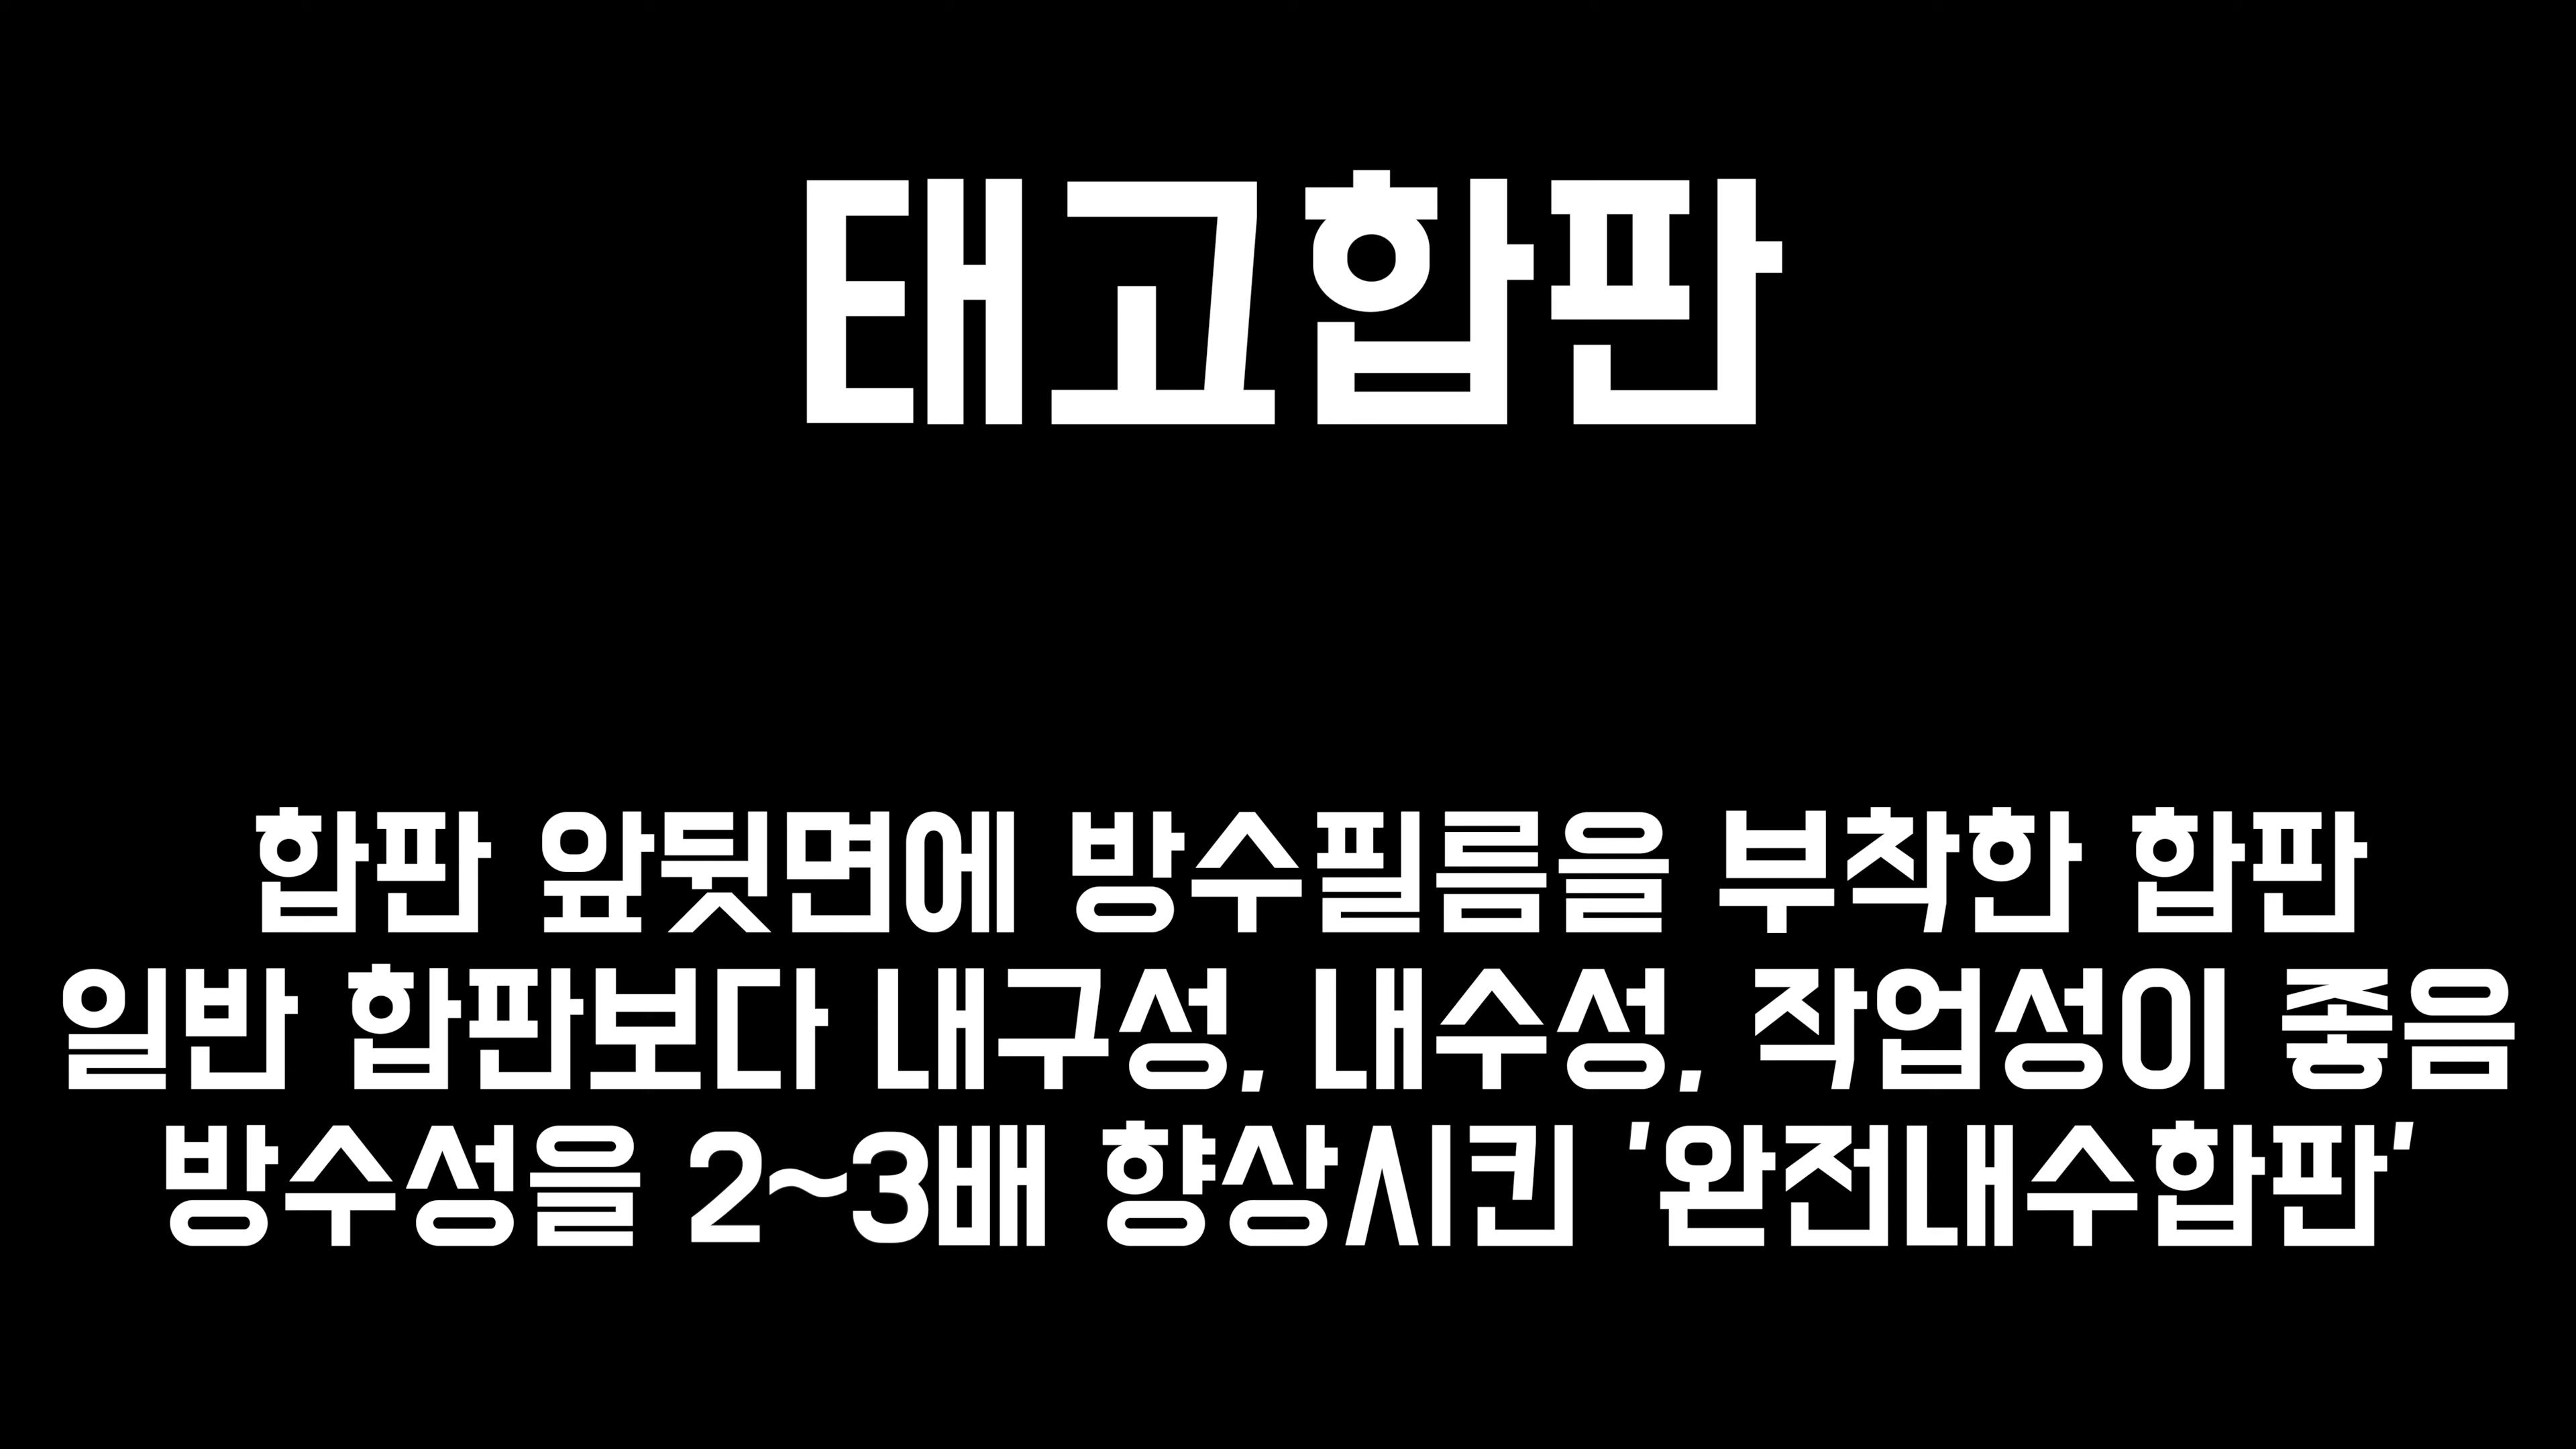 태고합판
합판 앞뒷면에 방수필름을 부착한 합판
일반 합판보다 내구성, 내수성, 작업성이 좋음
방수성을 2~3배 향상시킨 '완전내수합판'